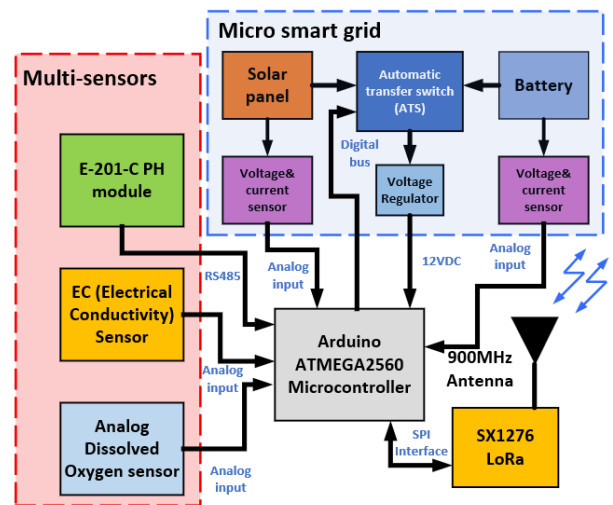 Micro smart grid
Multi-sensors
Solar
panel
Automatic
transfer switch
(ATS)
Battery
Digital
bus
E-201-C PH
module
Voltage&
current
sensor
Voltage
Regulator
Voltage&
current
sensor
RS485
Analog
input
12VDC
Analog
input
EC (Electrical
Conductivity)
Sensor
Arduino
ATMEGA2560
Microcontroller
900MHz
Antenna
Analog
input
Analog
Dissolved
Oxygen sensor
Analog
input
SPI
Interface
SX1276
LoRa